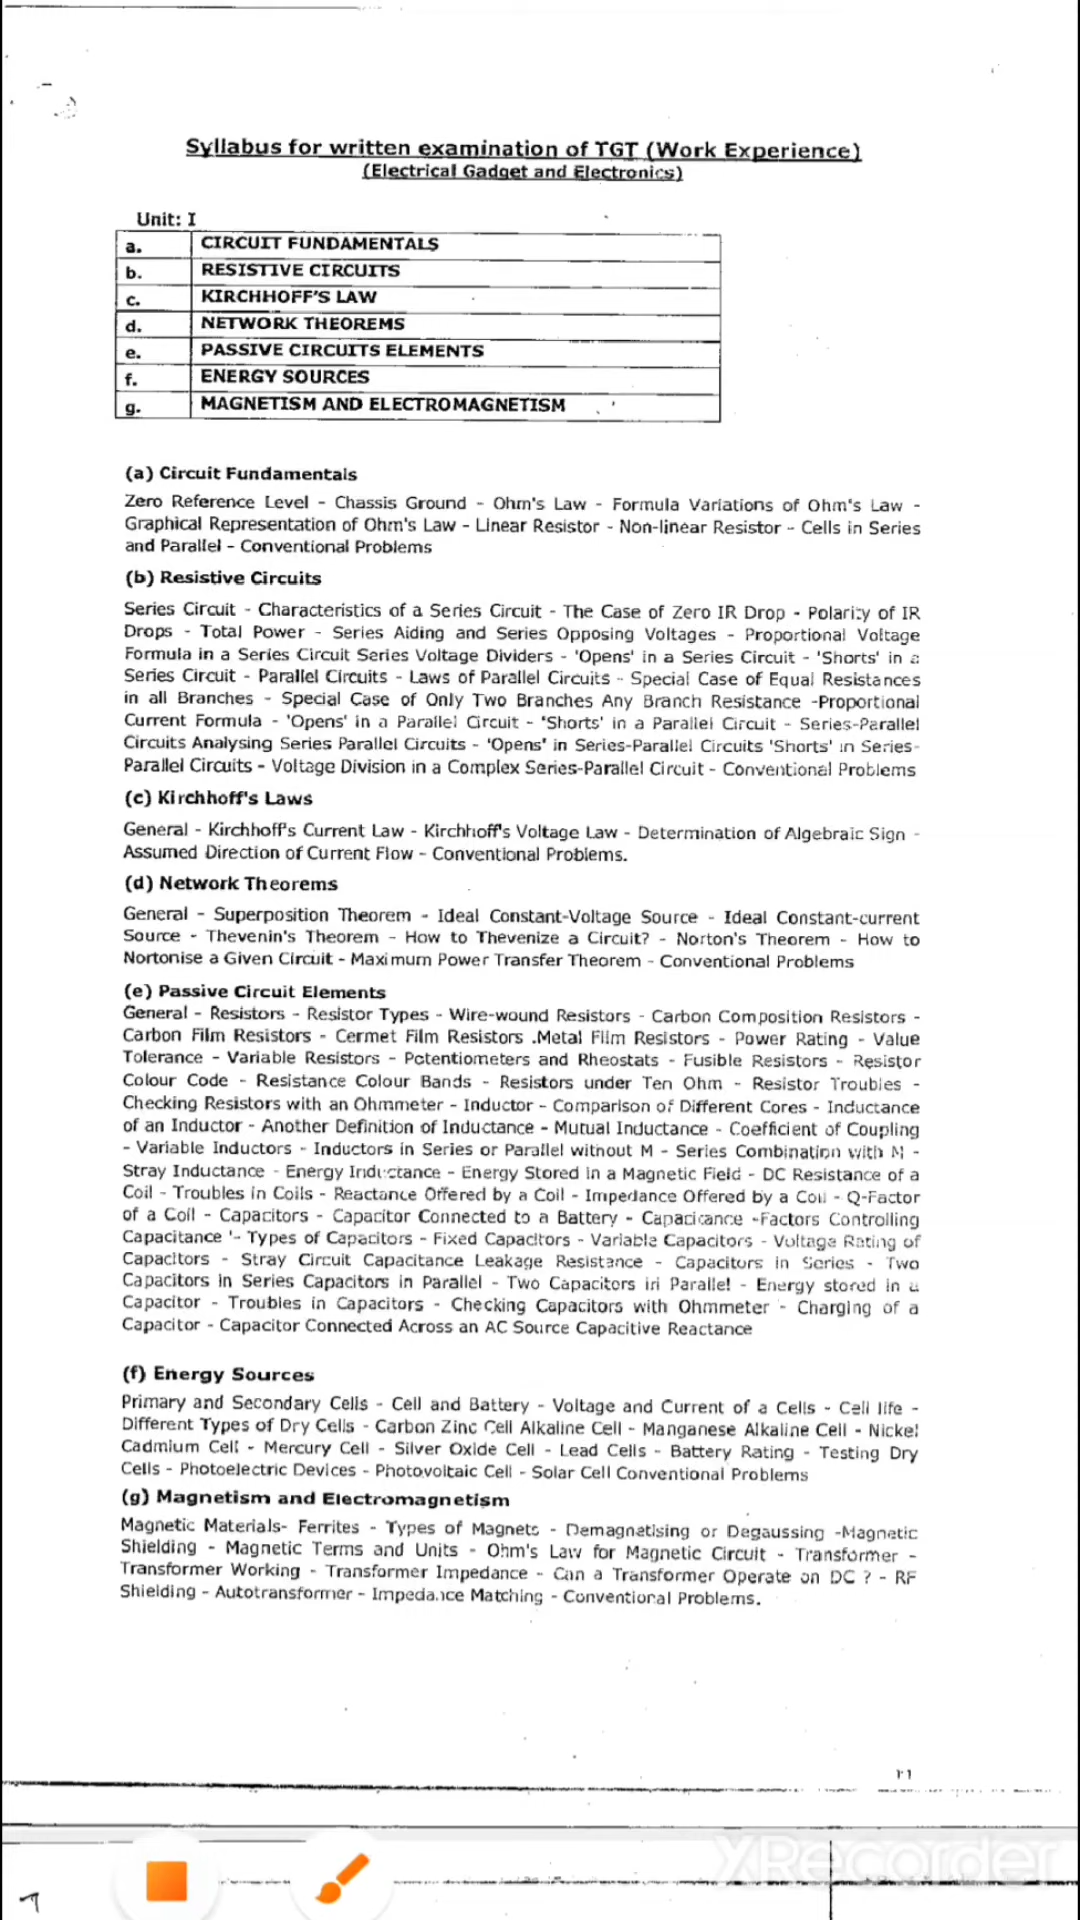 Syllabus for written examination of TGT (Work Experience)
(Electrical Gadget and Electronics)
Unit: I
a. CIRCUIT FUNDAMENTALS
b. RESISTIVE CIRCUITS
c. KIRCHHOFF'S LAW
d. NETWORK THEOREMS
e. PASSIVE CIRCUITS ELEMENTS
f. ENERGY SOURCES
g. MAGNETISM AND ELECTROMAGNETISM
(a) Circuit Fundamentals
Zero Reference Level - Chassis Ground - Ohm's Law - Formula Variations of Ohm's Law -
Graphical Representation of Ohm's Law - Linear Resistor - Non-linear Resistor - Cells in Series
and Parallel - Conventional Problems
(b) Resistive Circuits
Series Circuit - Characteristics of a Series Circuit - The Case of Zero IR Drop - Polarity of IR
Drops - Total Power - Series Aiding and Series Opposing Voltages - Proportional Voltage
Formula in a Series Circuit Series Voltage Dividers - 'Opens' in a Series Circuit - 'Shorts' in a
Series Circuit - Parallel Circuits - Laws of Parallel Circuits - Special Case of Equal Resistances
in all Branches - Special Case of Only Two Branches Any Branch Resistance -Proportional
Current Formula - 'Opens' in a Parallel Circuit - 'Shorts' in a Parallel Circuit - Series-Parallel
Circuits Analysing Series Parallel Circuits - 'Opens' in Series-Parallel Circuits 'Shorts' in Series-
Parallel Circuits - Voltage Division in a Complex Series-Parallel Circuit - Conventional Problems
(c) Kirchhoff's Laws
General - Kirchhoff's Current Law - Kirchhoff's Voltage Law - Determination of Algebraic Sign -
Assumed Direction of Current Flow - Conventional Problems.
(d) Network Theorems
General - Superposition Theorem - Ideal Constant-Voltage Source - Ideal Constant-current
Source - Thevenin's Theorem - How to Thevenize a Circuit? - Norton's Theorem - How to
Nortonise a Given Circuit - Maximum Power Transfer Theorem - Conventional Problems
(e) Passive Circuit Elements
General - Resistors - Resistor Types - Wire-wound Resistors - Carbon Composition Resistors -
Carbon Film Resistors - Cermet Film Resistors .Metal Film Resistors - Power Rating - Value
Tolerance - Variable Resistors - Potentiometers and Rheostats - Fusible Resistors - Resistor
Colour Code - Resistance Colour Bands - Resistors under Ten Ohm - Resistor Troubles -
Checking Resistors with an Ohmmeter - Inductor - Comparison of Different Cores - Inductance
of an Inductor - Another Definition of Inductance - Mutual Inductance - Coefficient of Coupling
- Variable Inductors - Inductors in Series or Parallel without M - Series Combination with M -
Stray Inductance - Energy Inductance - Energy Stored in a Magnetic Field - DC Resistance of a
Coil - Troubles in Coils - Reactance Offered by a Coil - Impedance Offered by a Coil - Q-Factor
of a Coil - Capacitors - Capacitor Connected to a Battery - Capacitance -Factors Controlling
Capacitance '- Types of Capacitors - Fixed Capacitors - Variable Capacitors - Voltage Rating of
Capacitors - Stray Circuit Capacitance Leakage Resistance - Capacitors in Series - Two
Capacitors in Series Capacitors in Parallel - Two Capacitors in Parallel - Energy stored in a
Capacitor - Troubles in Capacitors - Checking Capacitors with Ohmmeter - Charging of a
Capacitor - Capacitor Connected Across an AC Source Capacitive Reactance
(f) Energy Sources
Primary and Secondary Cells - Cell and Battery - Voltage and Current of a Cells - Cell life -
Different Types of Dry Cells - Carbon Zinc Cell Alkaline Cell - Manganese Alkaline Cell - Nickel
Cadmium Cell - Mercury Cell - Silver Oxide Cell - Lead Cells - Battery Rating - Testing Dry
Cells - Photoelectric Devices - Photovoltaic Cell - Solar Cell Conventional Problems
(g) Magnetism and Electromagnetism
Magnetic Materials- Ferrites - Types of Magnets - Demagnetising or Degaussing -Magnetic
Shielding - Magnetic Terms and Units - Ohm's Law for Magnetic Circuit - Transformer -
Transformer Working - Transformer Impedance - Can a Transformer Operate on DC ? - RF
Shielding - Autotransformer - Impedance Matching - Conventional Problems.
XRecorder